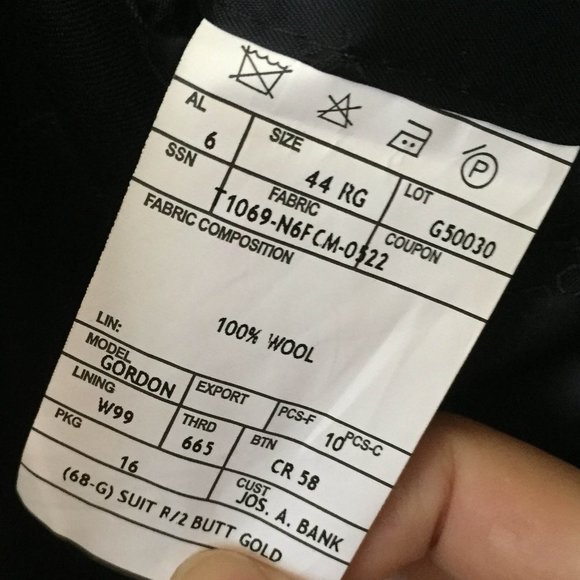 P
AL 6 SIZE 44 RG LOT G50030
SSN FABRIC T1069-N6FCM-0522 COUPON
FABRIC COMPOSITION
100% WOOL
LIN:
MODEL GORDON EXPORT PCS-F 10 PCS-C
LINING W99 THRD 665 BTN CR 58
PKG 16 CUST JOS. A. BANK
(68-G) SUIT R/2 BUTT GOLD